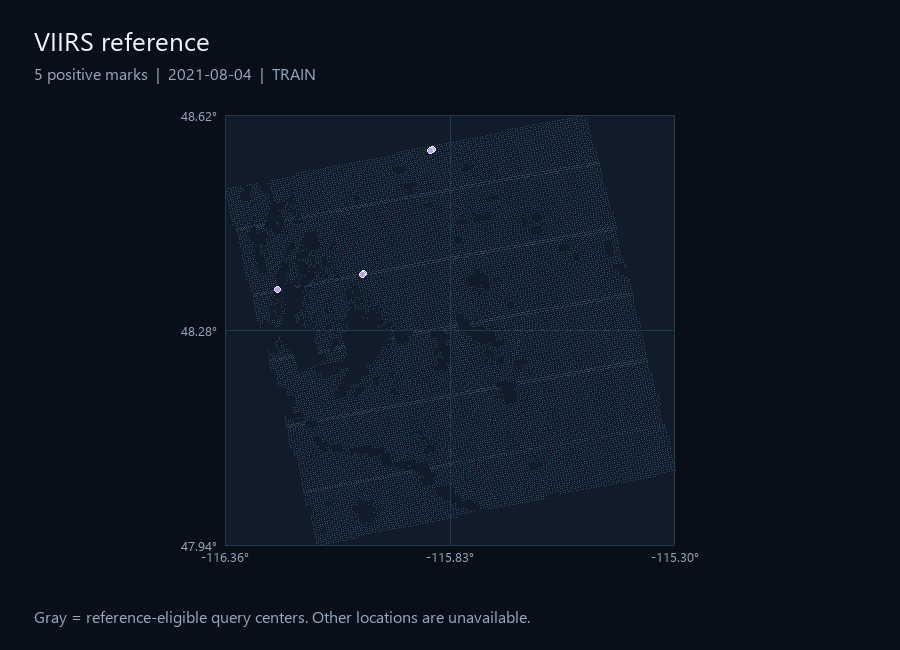 VIIRS reference
5 positive marks | 2021-08-04 | TRAIN
48.62°
48.28°
47.94°
-116.36°
-115.83°
-115.30°
Gray = reference-eligible query centers. Other locations are unavailable.